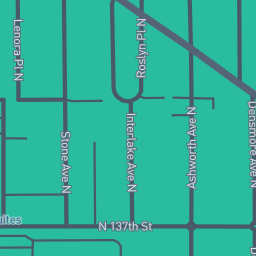 Lenora Pl N
Roslyn Pl N
Stone Ave N
Interlake Ave N
Ashworth Ave N
Densmore Ave N
N 137th St